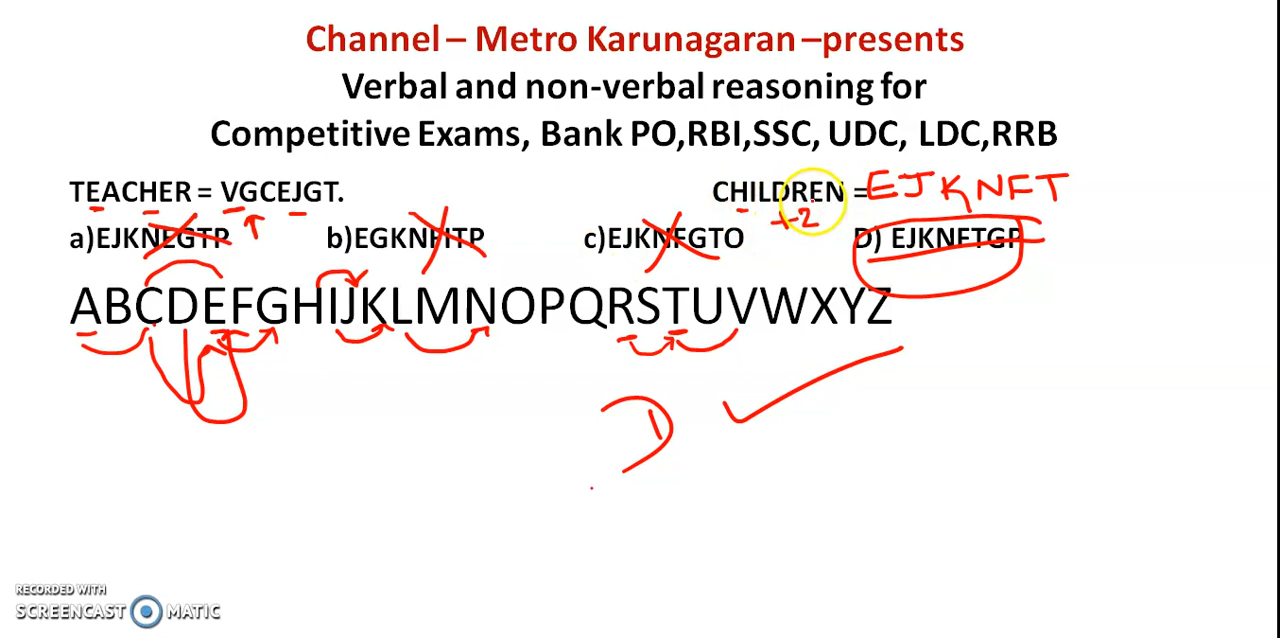 Channel – Metro Karunagaran –presents
Verbal and non-verbal reasoning for
Competitive Exams, Bank PO,RBI,SSC, UDC, LDC,RRB
TEACHER = VGCEJGT. CHILDREN = EJKNFT
+2
a)EJKNEGTP b)EGKNFITP c)EJKNFGTO D) EJKNFTGP
ABCDEFGHIJKLMNOPQRSTUVWXYZ
D
RECORDED WITH
SCREENCAST MATIC